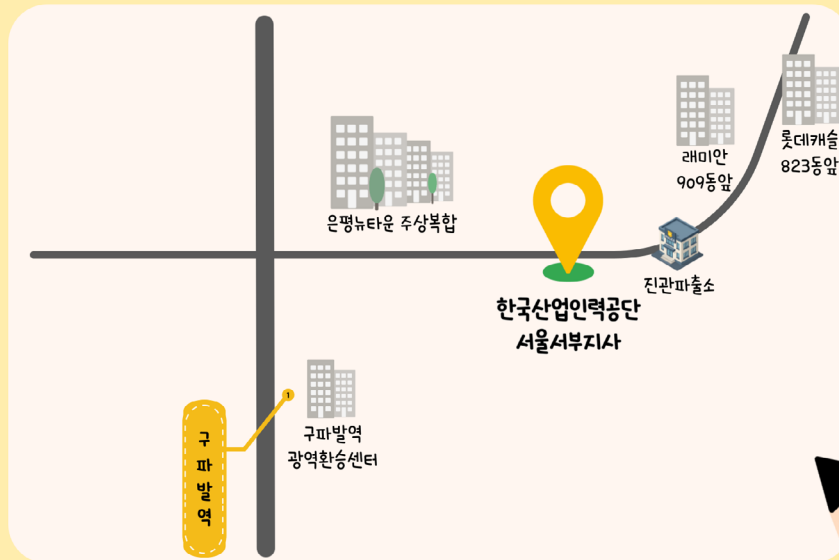 래미안
909동앞
롯데캐슬
823동앞
은평뉴타운 주상복합
진관파출소
한국산업인력공단
서울서부지사
1
구파발역
구파발역
광역환승센터